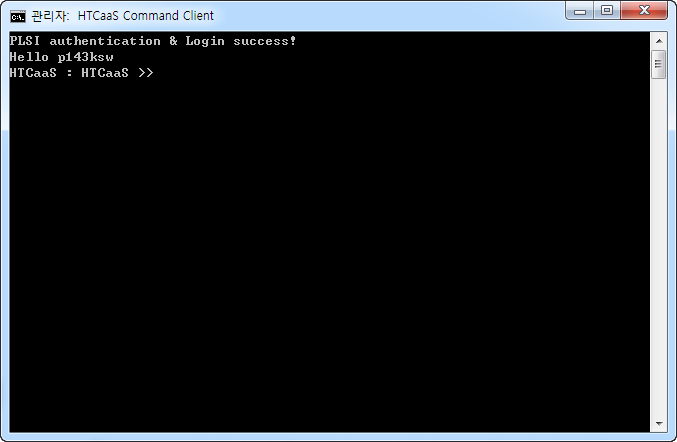 관리자: HTCaaS Command Client
PLSI authentication & Login success!
Hello p143ksw
HTCaaS : HTCaaS >>